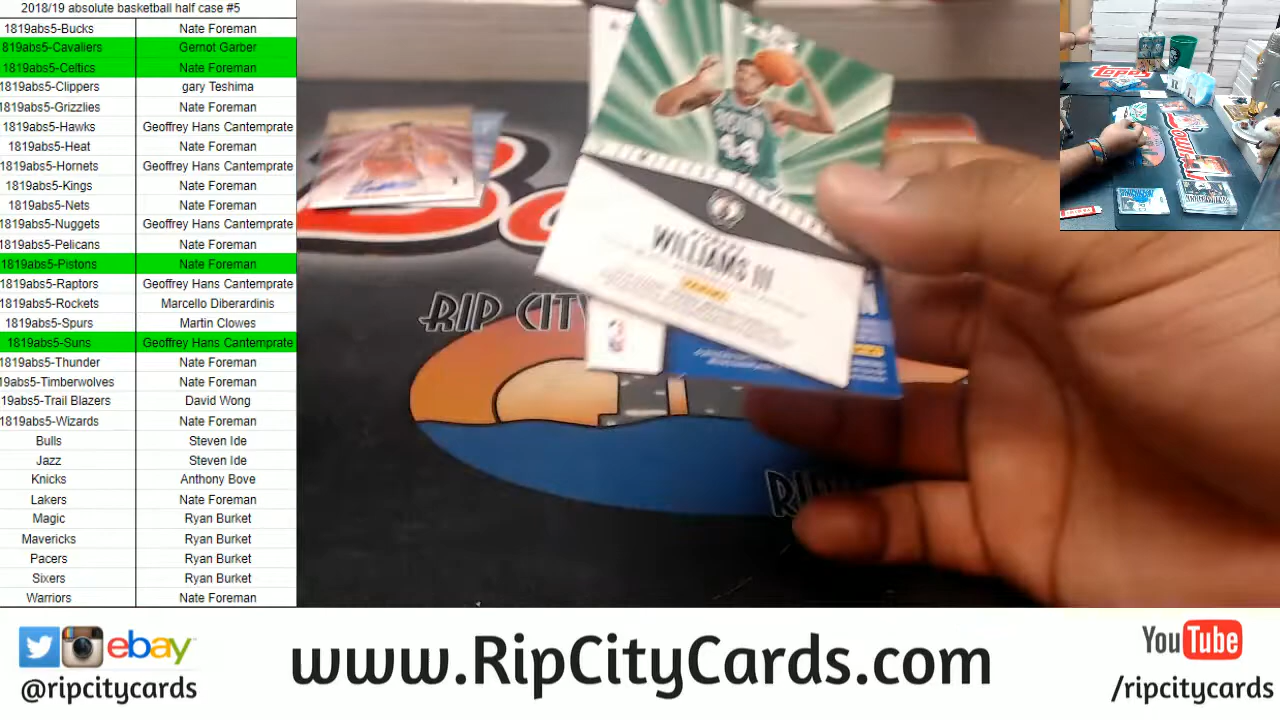 2018/19 absolute basketball half case #5
1819abs5-Bucks Nate Foreman
819abs5-Cavaliers Gernot Garber
1819abs5-Celtics Nate Foreman
1819abs5-Clippers gary Teshima
1819abs5-Grizzlies Nate Foreman
1819abs5-Hawks Geoffrey Hans Cantemprate
1819abs5-Heat Nate Foreman
1819abs5-Hornets Geoffrey Hans Cantemprate
1819abs5-Kings Nate Foreman
1819abs5-Nets Nate Foreman
1819abs5-Nuggets Geoffrey Hans Cantemprate
1819abs5-Pelicans Nate Foreman
1819abs5-Pistons Nate Foreman
1819abs5-Raptors Geoffrey Hans Cantemprate
1819abs5-Rockets Marcello Diberardinis
1819abs5-Spurs Martin Clowes
1819abs5-Suns Geoffrey Hans Cantemprate
1819abs5-Thunder Nate Foreman
19abs5-Timberwolves Nate Foreman
19abs5-Trail Blazers David Wong
1819abs5-Wizards Nate Foreman
Bulls Steven Ide
Jazz Steven Ide
Knicks Anthony Bove
Lakers Nate Foreman
Magic Ryan Burket
Mavericks Ryan Burket
Pacers Ryan Burket
Sixers Ryan Burket
Warriors Nate Foreman
44
WILLIAMS III
PANINI
RIP CITY
topps
ebay
@ripcitycards
www.RipCityCards.com
YouTube
/ripcitycards